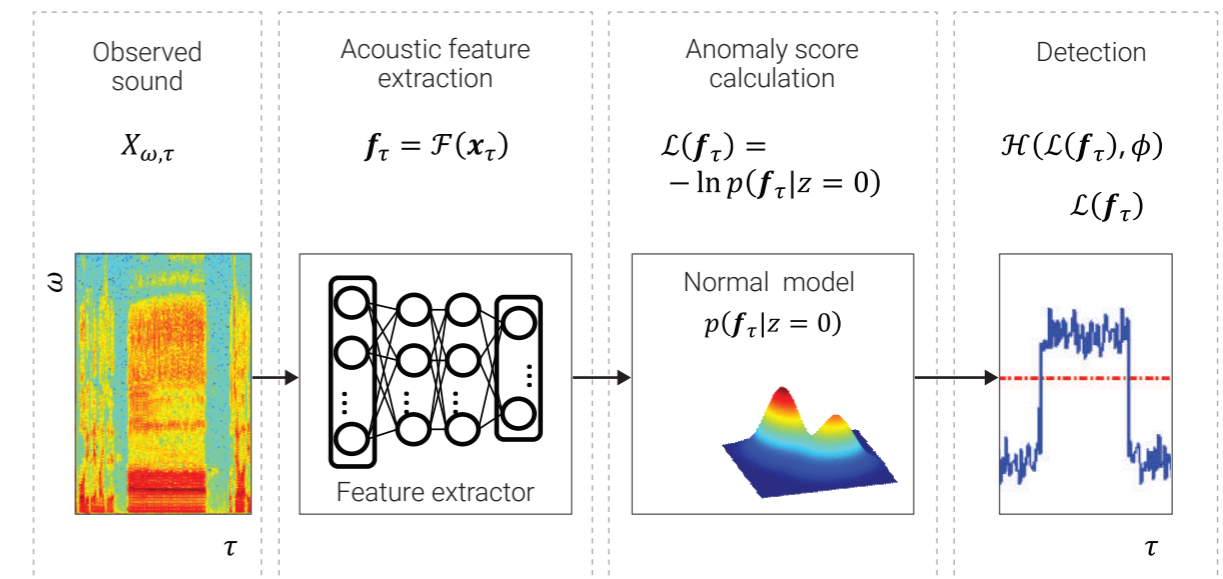 Observed
sound
X_{ω,τ}
ω
τ
Acoustic feature
extraction
𝒇_τ = ℱ(𝒙_τ)
Feature extractor
Anomaly score
calculation
ℒ(𝒇_τ) =
− ln p(𝒇_τ|z = 0)
Normal model
p(𝒇_τ|z = 0)
Detection
ℋ(ℒ(𝒇_τ), ϕ)
ℒ(𝒇_τ)
τ